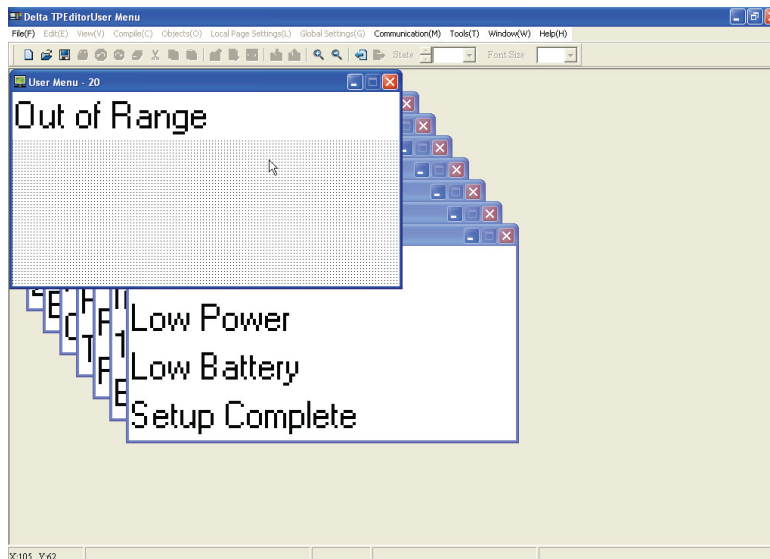 Delta TPEditorUser Menu
File(F) Edit(E) View(V) Compile(C) Objects(O) Local Page Settings(L) Global Settings(G) Communication(M) Tools(T) Window(W) Help(H)
State Font Size
User Menu - 20
Out of Range
Low Power
Low Battery
Setup Complete
X:105 Y:62